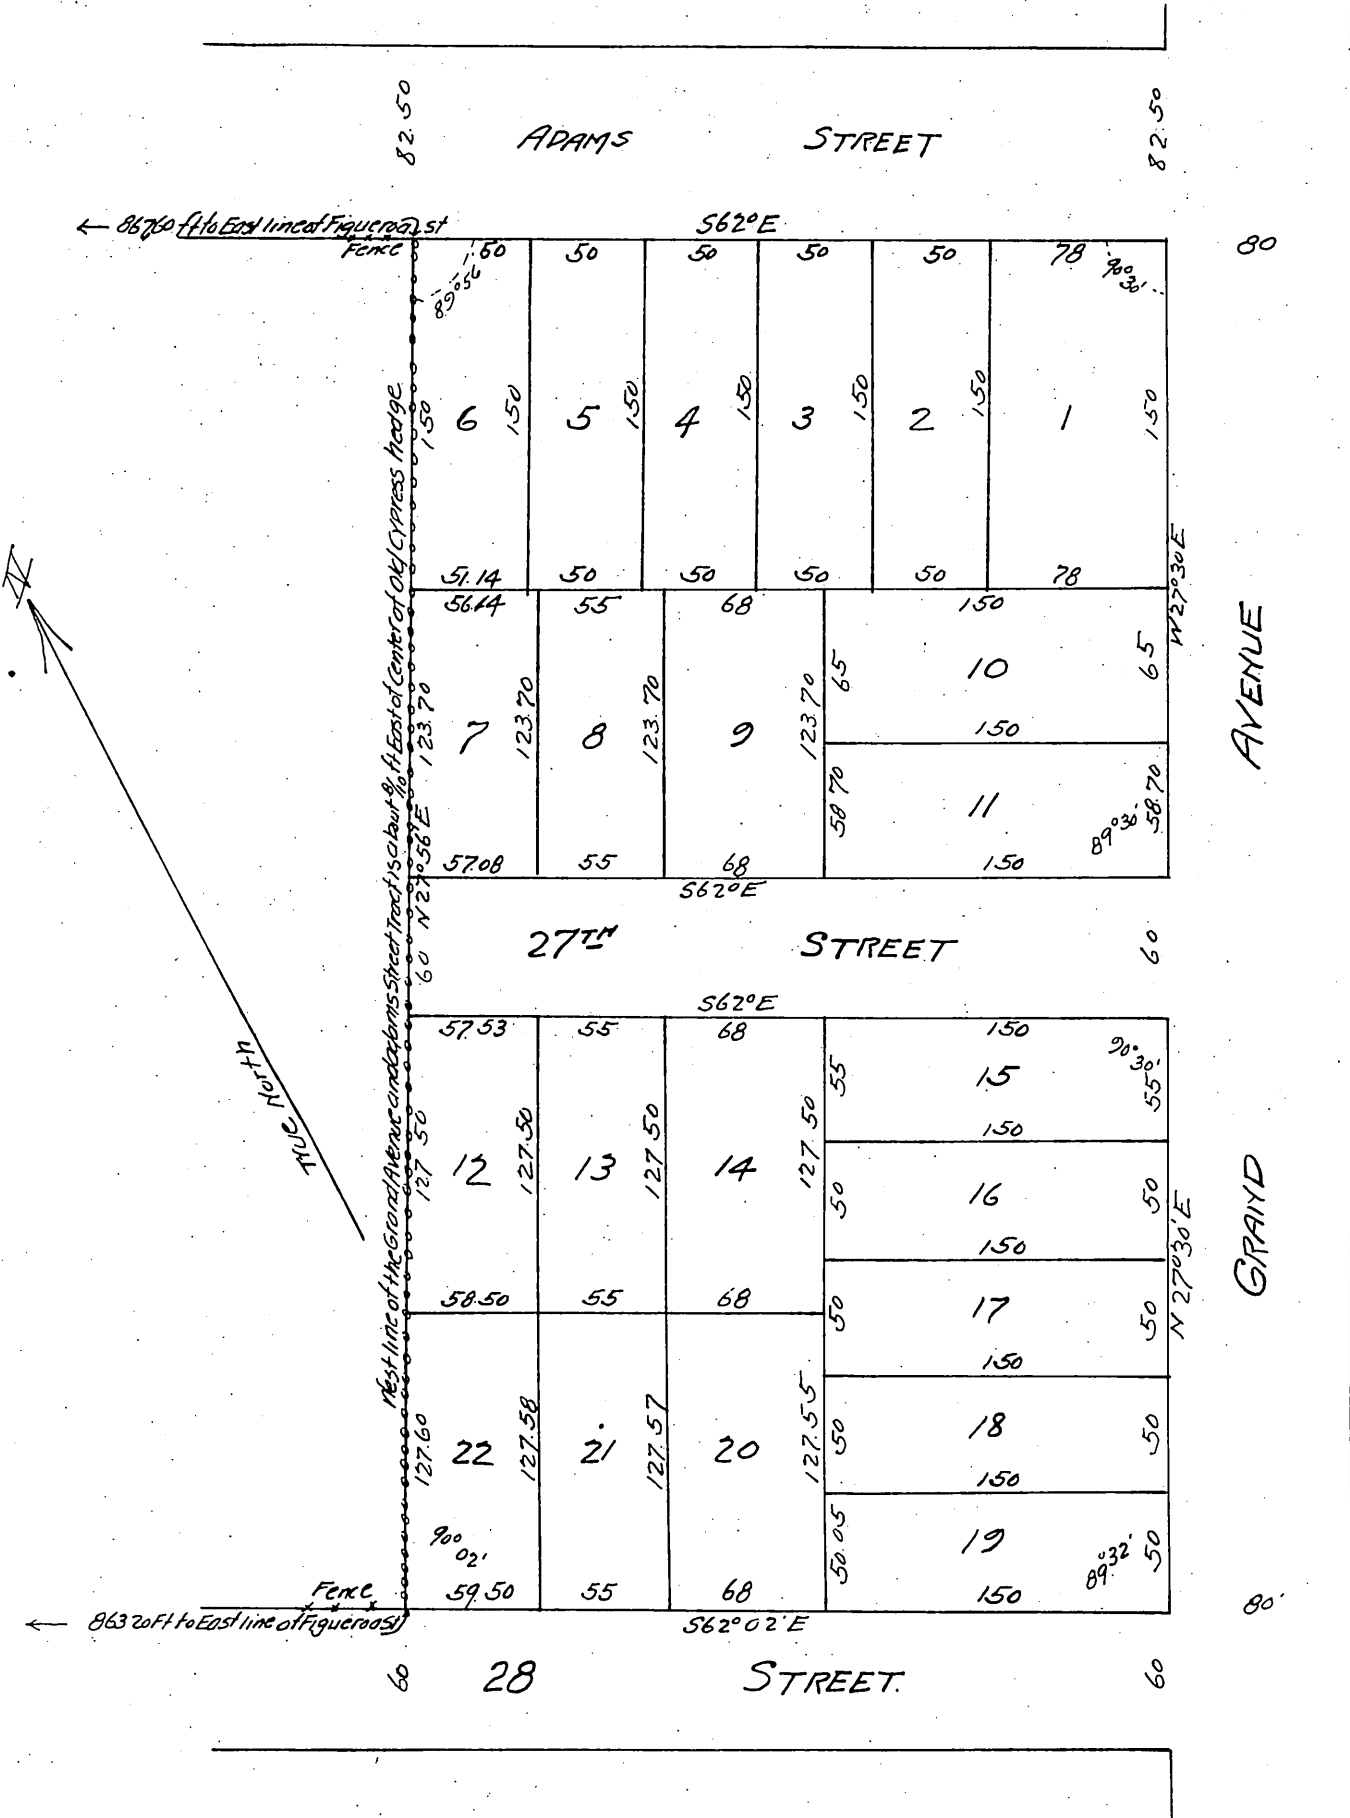 82.50
82.50
ADAMS STREET
← 867.60 ft to East line of Figueroa st
Fence
S62°E
50 50 50 50 50 78
89°56'
90° 30'
80
150 6 150 5 150 4 150 3 150 2 150 1 150
51.14 50 50 50 50 78
56.14 55 68 150
N27°30'E
AVENUE
65 10 65
123.70 7 123.70 8 123.70 9 123.70
150
58.70 11 58.70
89°30'
57.08 55 68 150
S62°E
N27°56'E
West line of the Grand Avenue and Adams Street Tract is about 8/10 ft East of center of old Cypress hedge
60 27TH STREET 60
S62°E
57.53 55 68 150
90° 30'
55 15 55
150
True North
N
127.50 12 127.50 13 127.50 14 127.50
50 16 50
150
N27°30'E
GRAND
58.50 55 68
50 17 50
150
127.60 22 127.58 21 127.57 20 127.55
50 18 50
150
50.05 19 50
90° 02'
89°32'
Fence
59.50 55 68 150
← 863.20 Ft to East line of Figueroa st
S62°02'E
80'
60 28 STREET. 60